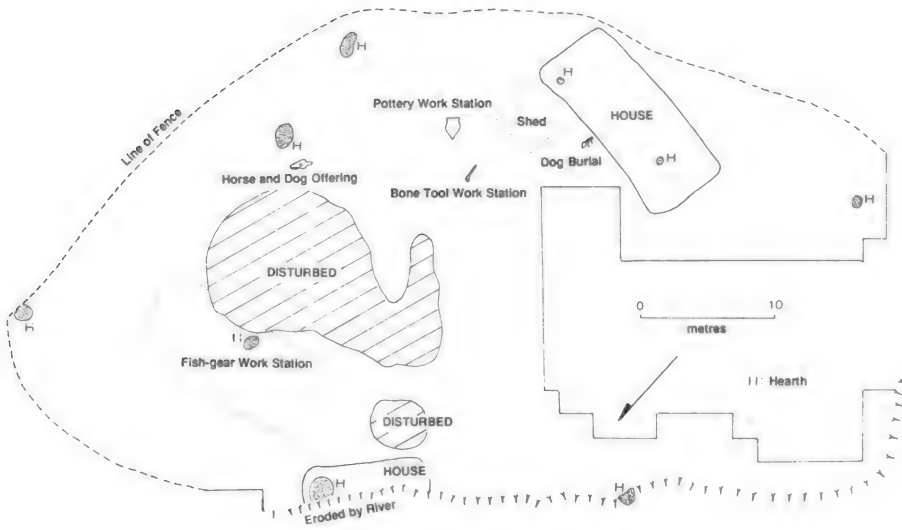 H
H
Pottery Work Station
Shed
HOUSE
Line of Fence
H
H
Dog Burial
Horse and Dog Offering
Bone Tool Work Station
H
DISTURBED
0 10
metres
H
H
Fish-gear Work Station
H: Hearth
DISTURBED
HOUSE
H
H
Eroded by River